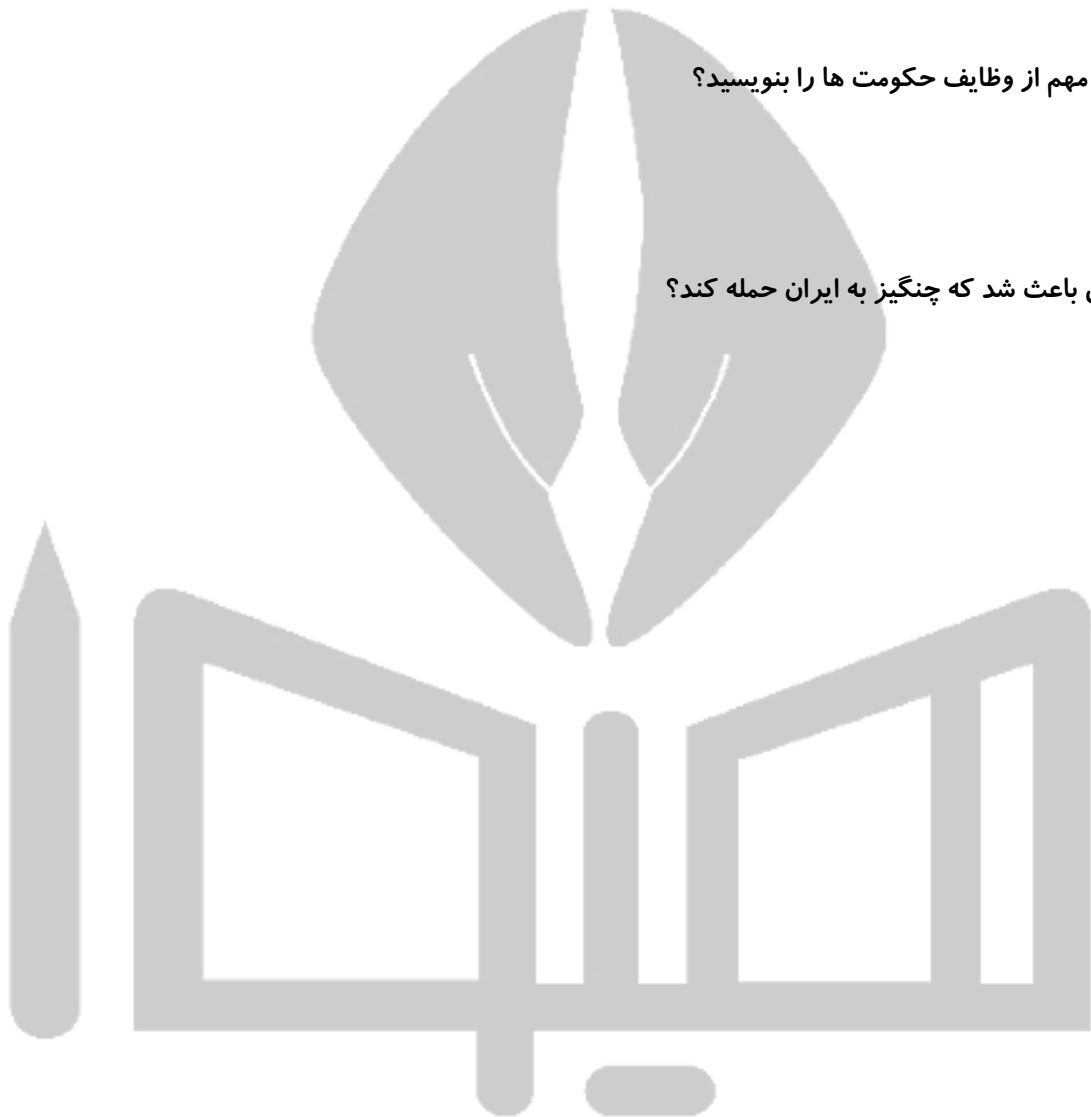 مهم از وظایف حکومت ها را بنویسید؟
باعث شد که چنگیز به ایران حمله کند؟